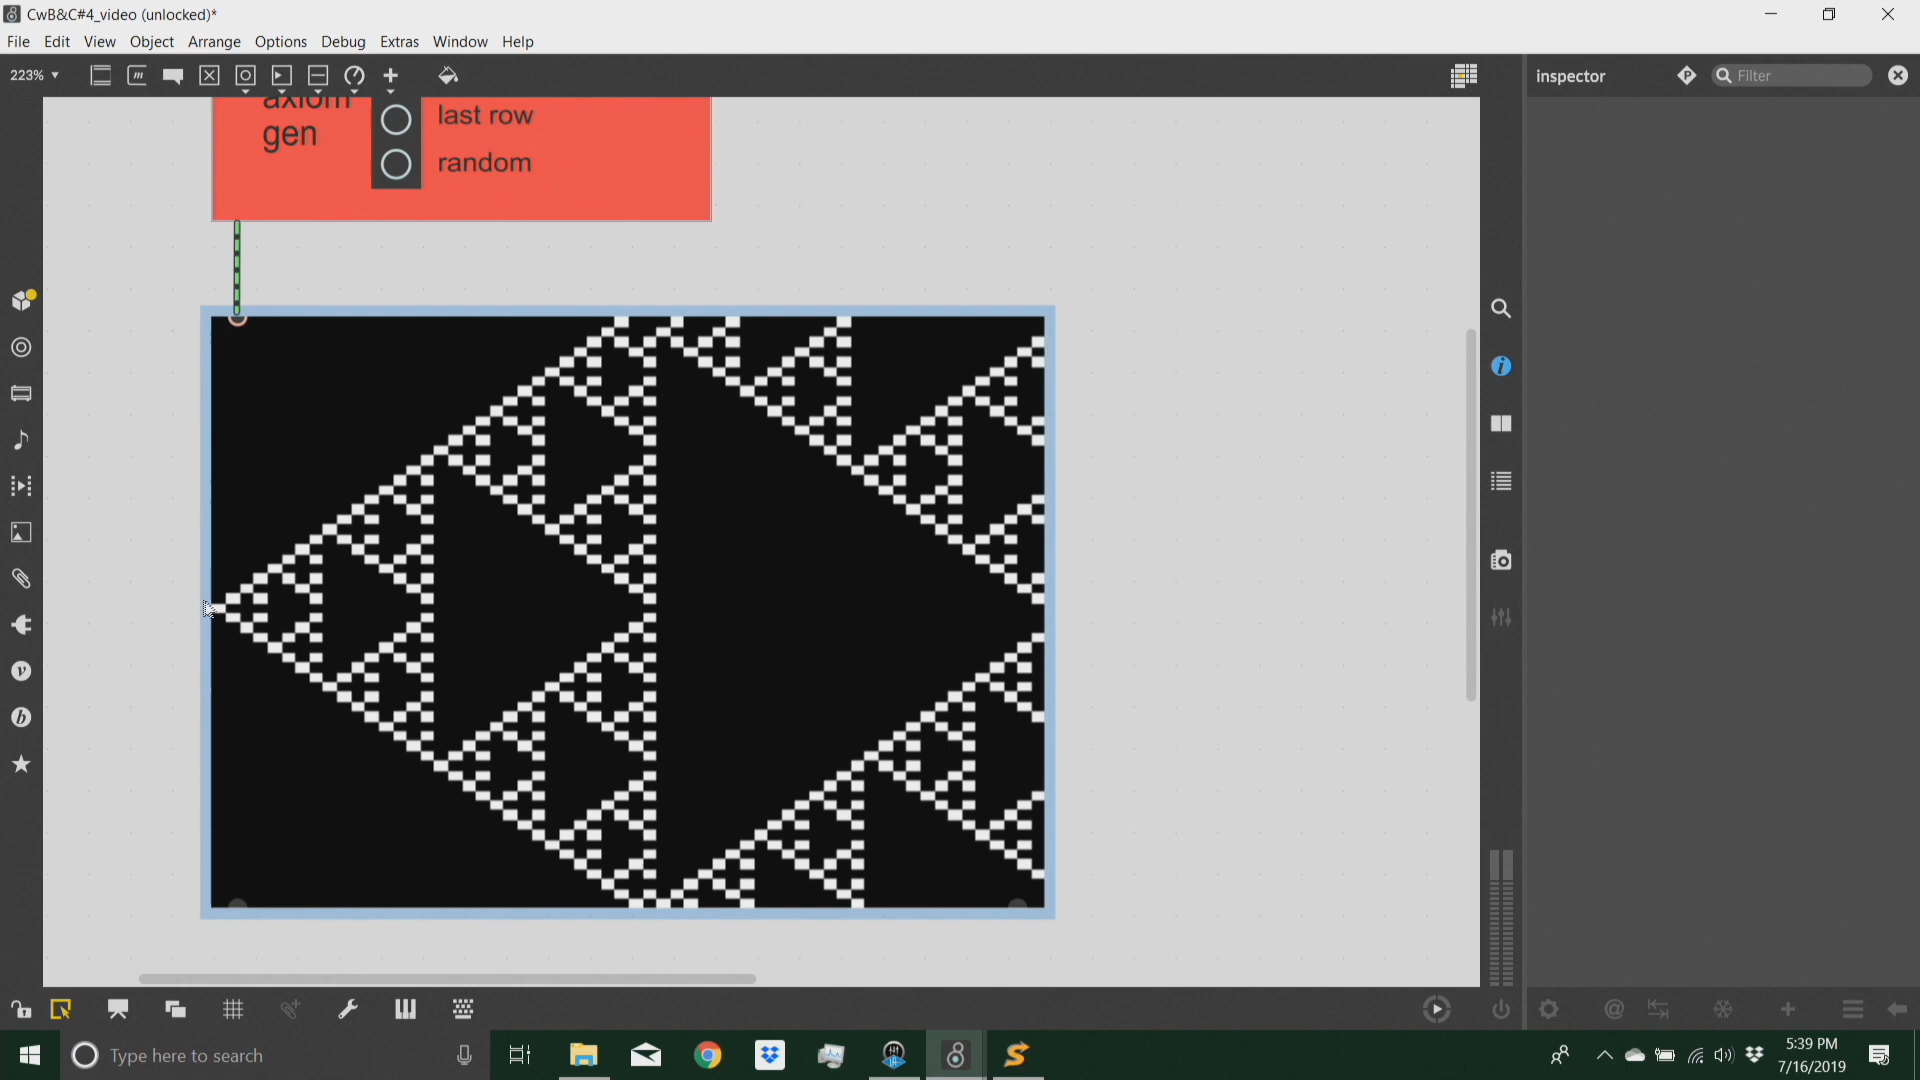 CwB&C#4_video (unlocked)*
File Edit View Object Arrange Options Debug Extras Window Help
223%
m
inspector
P
Filter
axiom
gen
last row
random
i
v
b
Type here to search
5:39 PM
7/16/2019